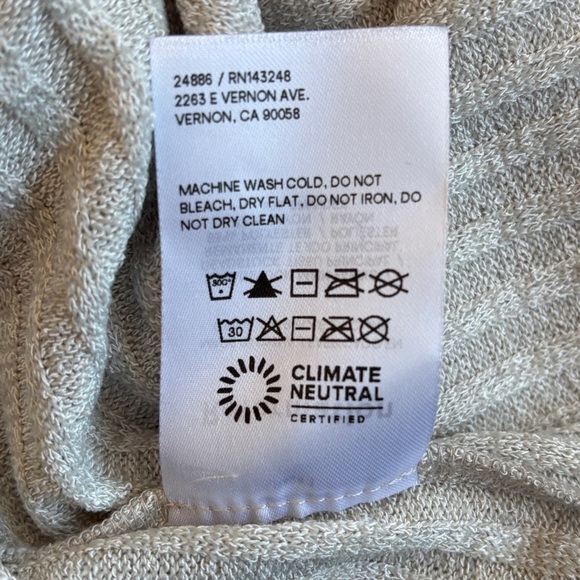 24886 / RN143248
2263 E VERNON AVE.
VERNON, CA 90058
MACHINE WASH COLD, DO NOT
BLEACH, DRY FLAT, DO NOT IRON, DO
NOT DRY CLEAN
30
CLIMATE
NEUTRAL
CERTIFIED